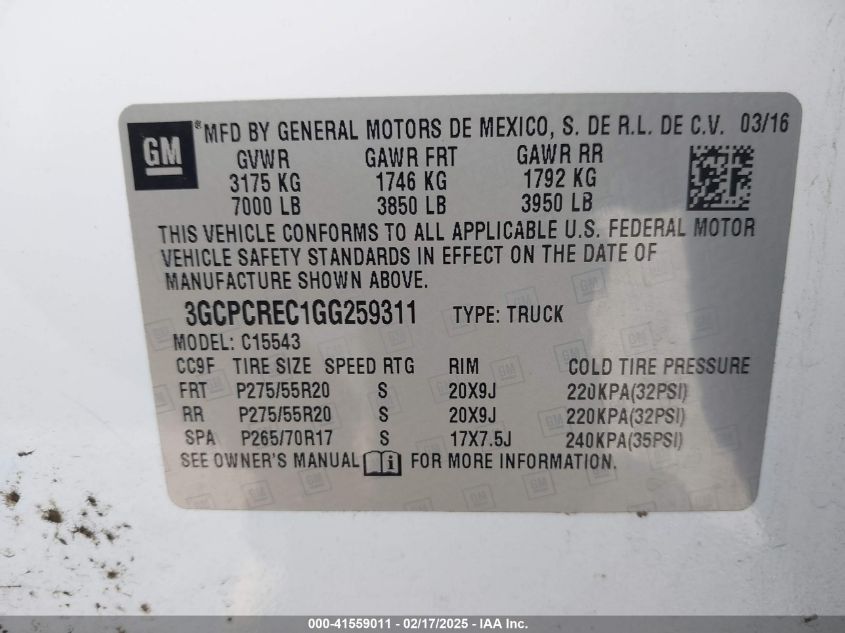 GM ® MFD BY GENERAL MOTORS DE MEXICO, S. DE R.L. DE C.V. 03/16
GVWR GAWR FRT GAWR RR
3175 KG 1746 KG 1792 KG
7000 LB 3850 LB 3950 LB
THIS VEHICLE CONFORMS TO ALL APPLICABLE U.S. FEDERAL MOTOR
VEHICLE SAFETY STANDARDS IN EFFECT ON THE DATE OF
MANUFACTURE SHOWN ABOVE.
3GCPCREC1GG259311 TYPE: TRUCK
MODEL: C15543
CC9F TIRE SIZE SPEED RTG RIM COLD TIRE PRESSURE
FRT P275/55R20 S 20X9J 220KPA(32PSI)
RR P275/55R20 S 20X9J 220KPA(32PSI)
SPA P265/70R17 S 17X7.5J 240KPA(35PSI)
SEE OWNER'S MANUAL FOR MORE INFORMATION.
000-41559011 - 02/17/2025 - IAA Inc.